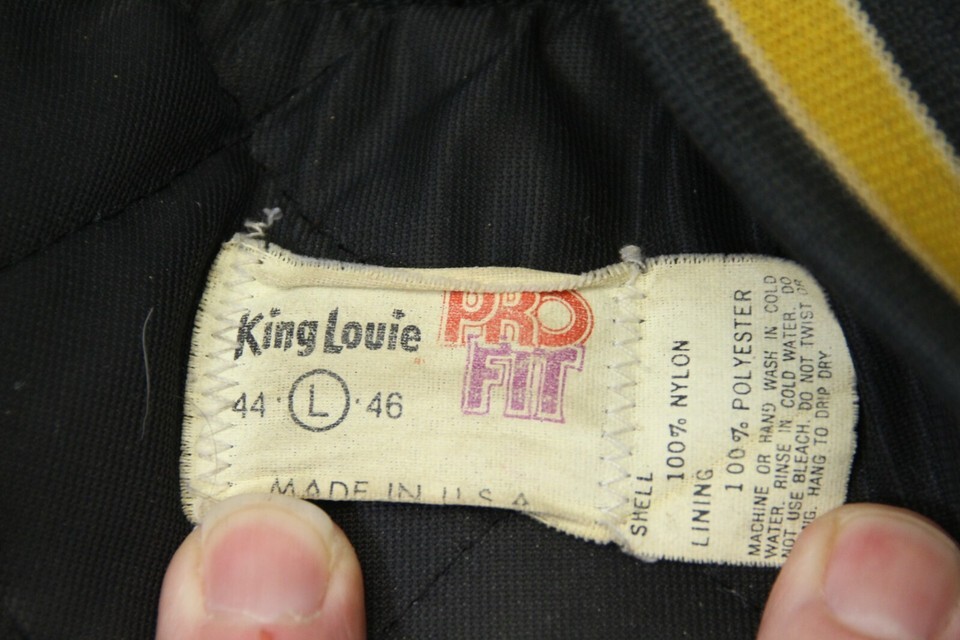 King Louie
PRO
FIT
44 · L · 46
MADE IN U.S.A
SHELL
100% NYLON
LINING
100% POLYESTER
MACHINE OR HAND WASH IN COLD
WATER. RINSE IN COLD WATER. DO
NOT USE BLEACH. DO NOT TWIST OR
HANG TO DRIP DRY